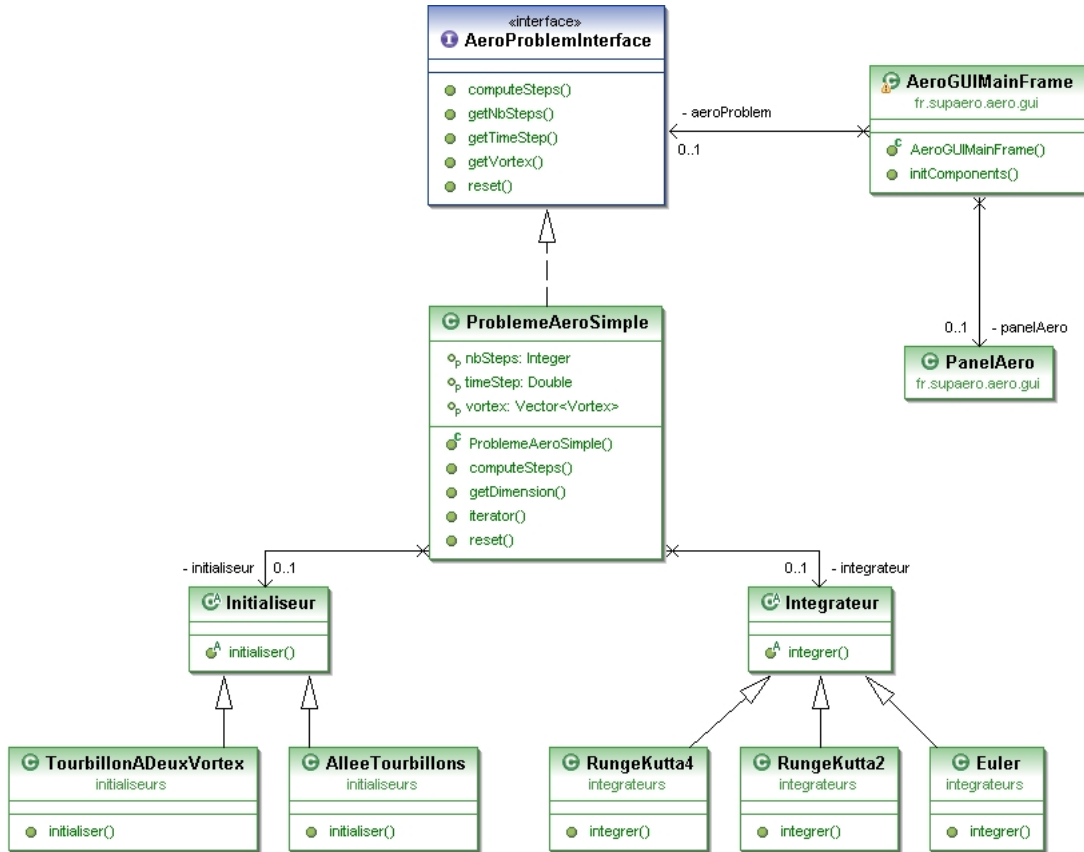 «interface»
AeroProblemInterface
computeSteps()
getNbSteps()
getTimeStep()
getVortex()
reset()
- aeroProblem
0..1
AeroGUIMainFrame
fr.supaero.aero.gui
AeroGUIMainFrame()
initComponents()
0..1
- panelAero
PanelAero
fr.supaero.aero.gui
ProblemeAeroSimple
nbSteps: Integer
timeStep: Double
vortex: Vector<Vortex>
ProblemeAeroSimple()
computeSteps()
getDimension()
iterator()
reset()
- initialiseur
0..1
0..1
- integrateur
Initialiseur
initialiser()
Integrateur
integrer()
TourbillonADeuxVortex
initialiseurs
initialiser()
AlleeTourbillons
initialiseurs
initialiser()
RungeKutta4
integrateurs
integrer()
RungeKutta2
integrateurs
integrer()
Euler
integrateurs
integrer()